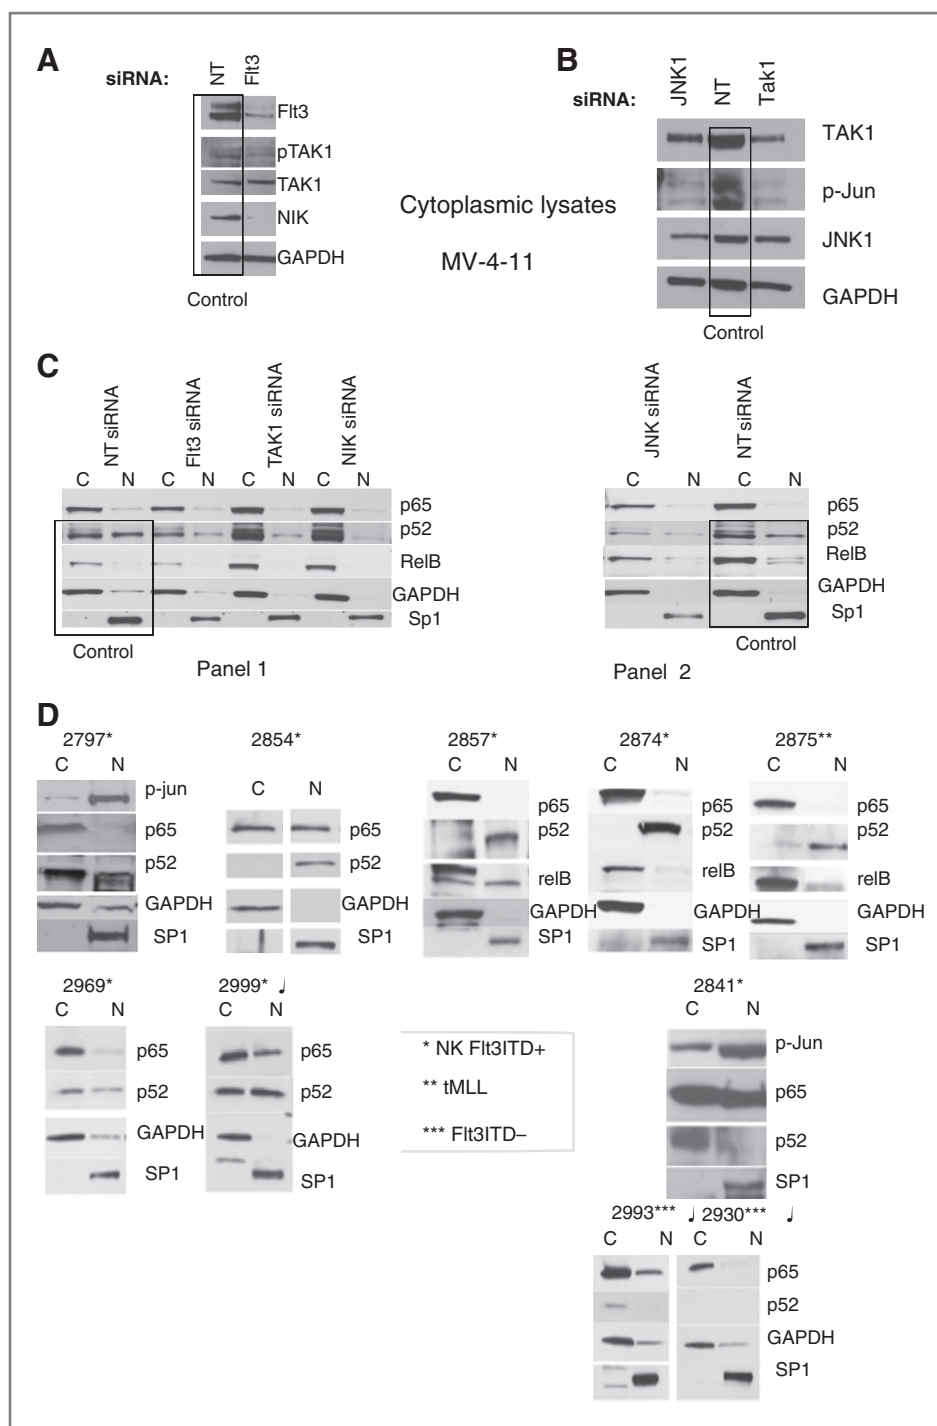 A
siRNA: NT Flt3
Flt3
pTAK1
TAK1
NIK
GAPDH
Control
Cytoplasmic lysates
MV-4-11
B
siRNA: JNK1 NT Tak1
TAK1
p-Jun
JNK1
GAPDH
Control
C
NT siRNA Flt3 siRNA TAK1 siRNA NIK siRNA
C N C N C N C N
p65
p52
RelB
GAPDH
Sp1
Control
Panel 1
JNK siRNA NT siRNA
C N C N
p65
p52
RelB
GAPDH
Sp1
Control
Panel 2
D
2797*
C N
p-jun
p65
p52
GAPDH
SP1
2854*
C N
p65
p52
GAPDH
SP1
2857*
C N
p65
p52
relB
GAPDH
SP1
2874*
C N
p65
p52
relB
GAPDH
SP1
2875**
C N
p65
p52
relB
GAPDH
SP1
2969*
C N
p65
p52
GAPDH
SP1
2999* ♩
C N
p65
p52
GAPDH
SP1
* NK Flt3ITD+
** tMLL
*** Flt3ITD–
2841*
C N
p-Jun
p65
p52
SP1
2993*** ♩ 2930*** ♩
C N C N
p65
p52
GAPDH
SP1